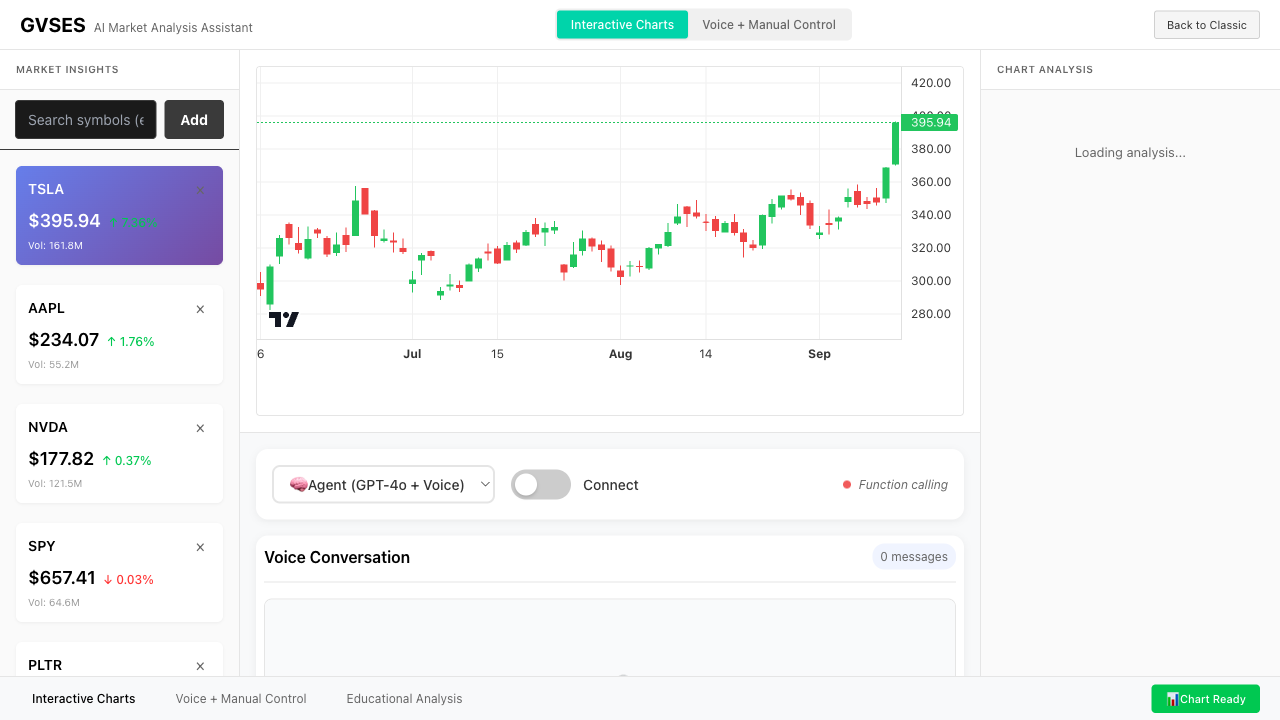 GVSES AI Market Analysis Assistant
Interactive Charts
Voice + Manual Control
Back to Classic
MARKET INSIGHTS
Search symbols (e
Add
TSLA ×
$395.94 ↑ 7.36%
Vol: 161.8M
AAPL ×
$234.07 ↑ 1.76%
Vol: 55.2M
NVDA ×
$177.82 ↑ 0.37%
Vol: 121.5M
SPY ×
$657.41 ↓ 0.03%
Vol: 64.6M
PLTR ×
420.00
400.00
395.94
380.00
360.00
340.00
320.00
300.00
280.00
6 Jul 15 Aug 14 Sep
Agent (GPT-4o + Voice)
Connect
Function calling
Voice Conversation
0 messages
CHART ANALYSIS
Loading analysis...
Interactive Charts
Voice + Manual Control
Educational Analysis
Chart Ready